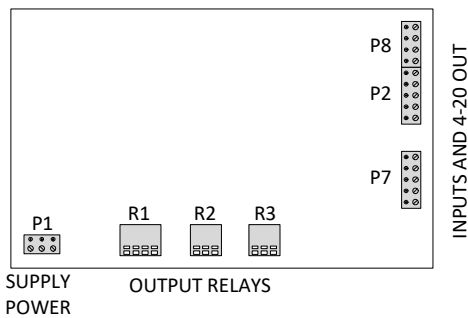 P8
P2
P7
INPUTS AND 4-20 OUT
P1
R1
R2
R3
SUPPLY
POWER
OUTPUT RELAYS